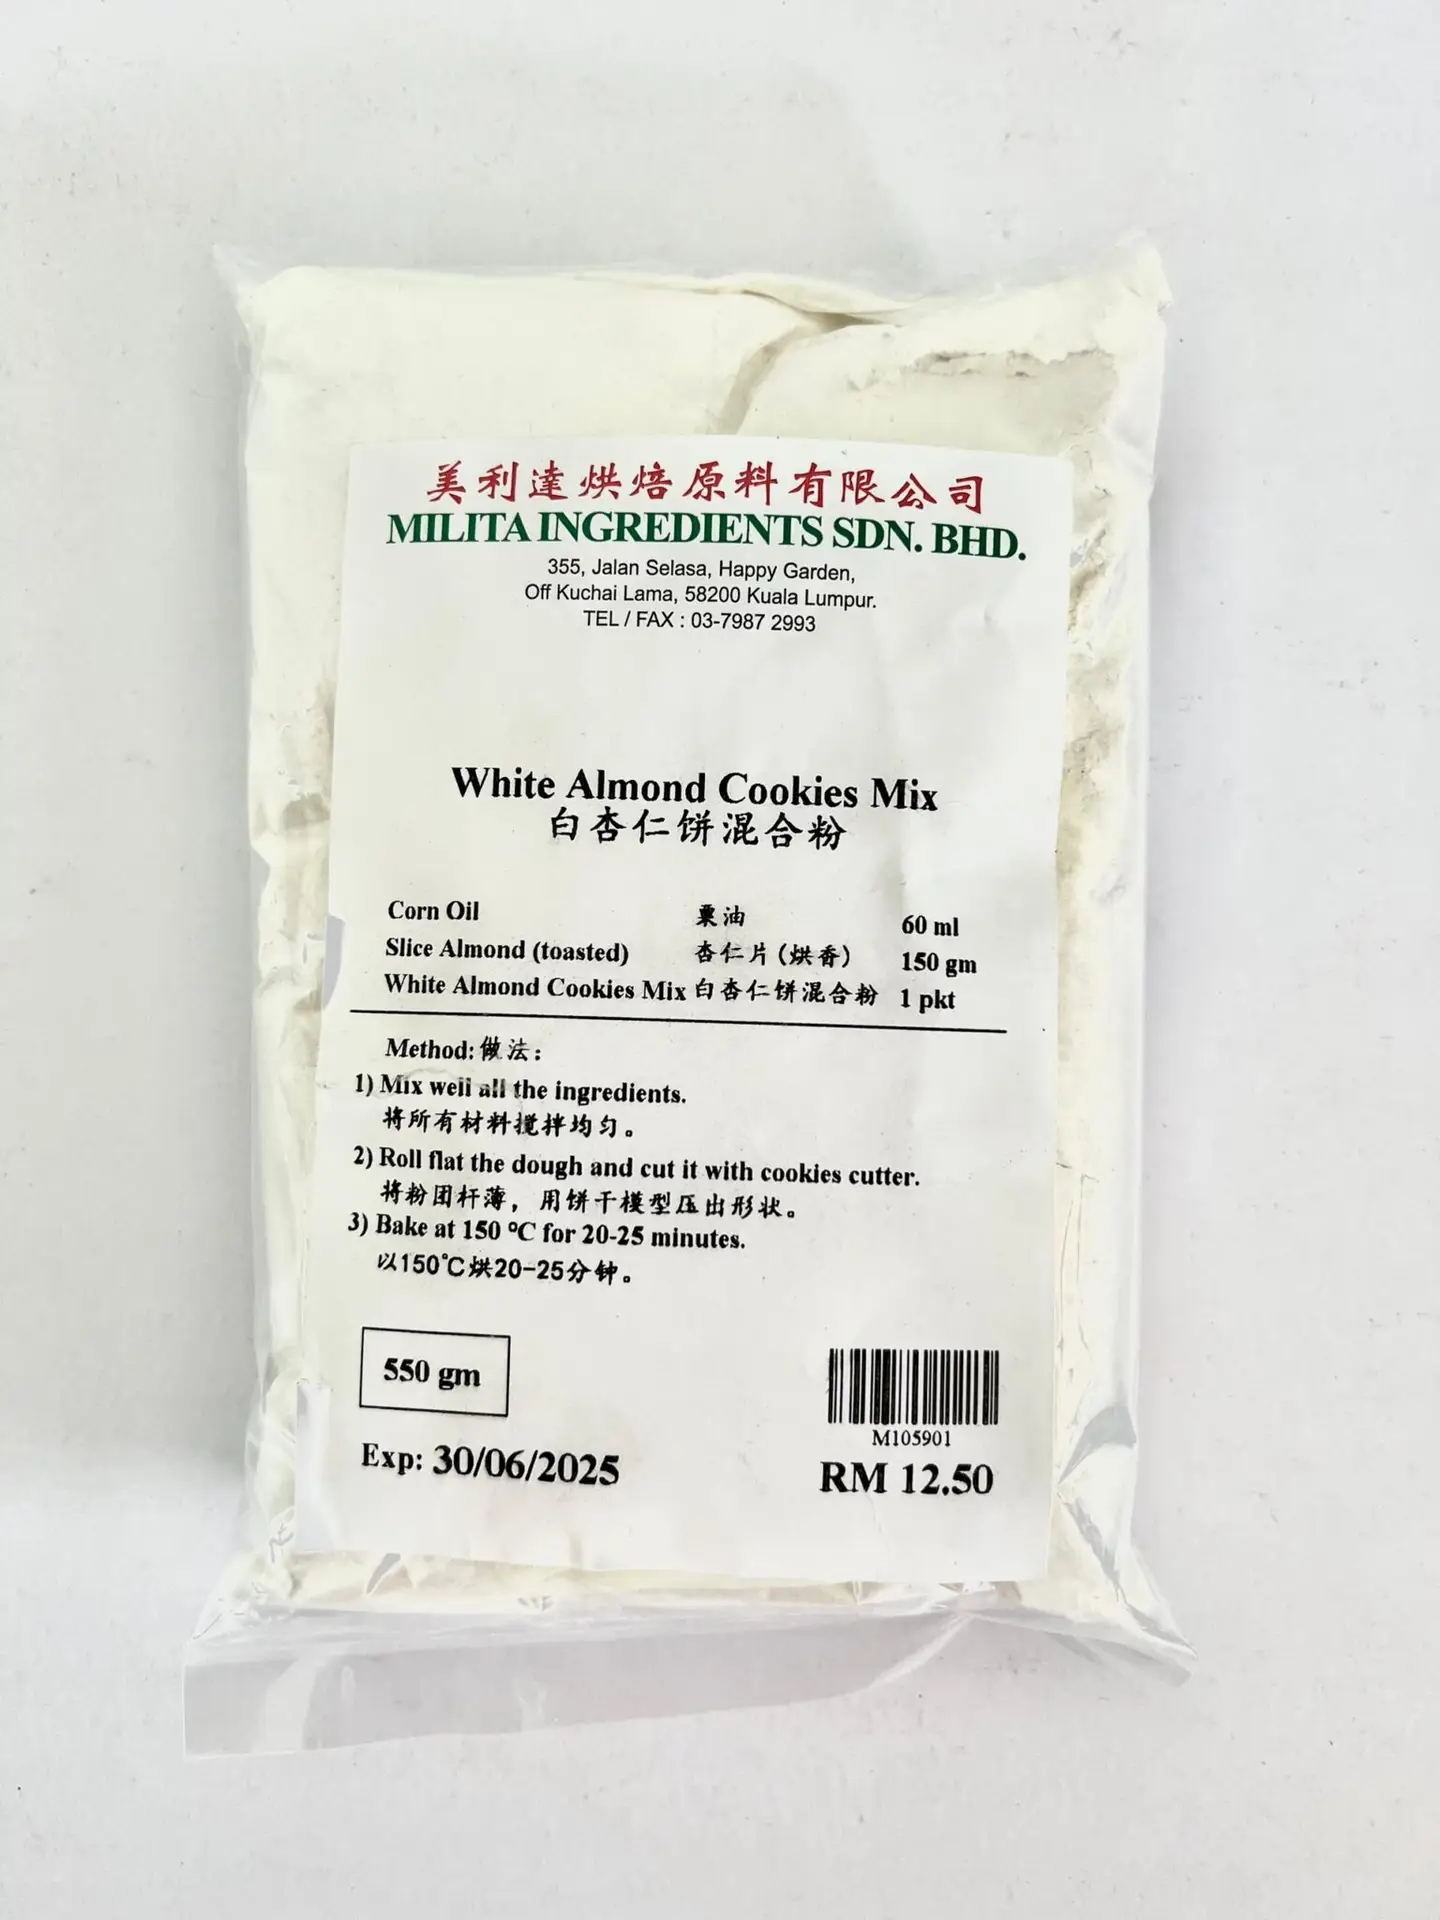 美利達烘焙原料有限公司
MILITA INGREDIENTS SDN. BHD.
355, Jalan Selasa, Happy Garden,
Off Kuchai Lama, 58200 Kuala Lumpur.
TEL / FAX : 03-7987 2993
White Almond Cookies Mix
白杏仁饼混合粉
Corn Oil 粟油 60 ml
Slice Almond (toasted) 杏仁片(烘香) 150 gm
White Almond Cookies Mix 白杏仁饼混合粉 1 pkt
Method: 做法：
1) Mix well all the ingredients.
将所有材料搅拌均匀。
2) Roll flat the dough and cut it with cookies cutter.
将粉团杆薄，用饼干模型压出形状。
3) Bake at 150 °C for 20-25 minutes.
以150℃烘20-25分钟。
550 gm
M105901
Exp: 30/06/2025
RM 12.50